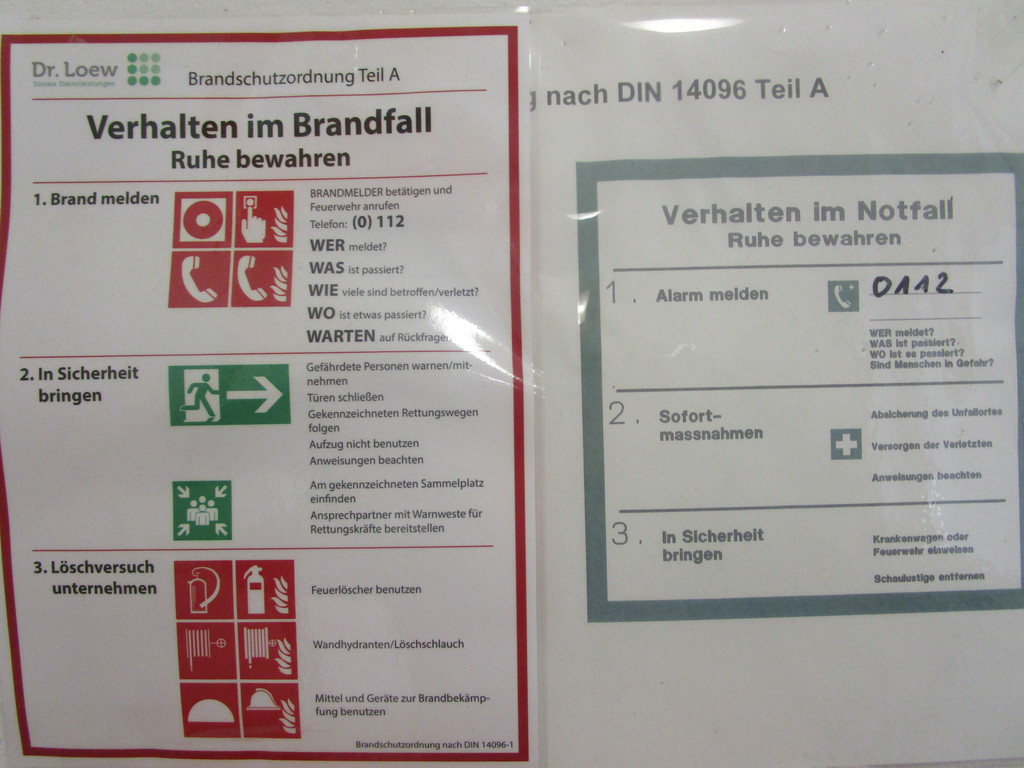 Dr. Loew
Soziale Dienstleistungen
Brandschutzordnung Teil A
Verhalten im Brandfall
Ruhe bewahren
1. Brand melden
BRANDMELDER betätigen und
Feuerwehr anrufen
Telefon: (0) 112
WER meldet?
WAS ist passiert?
WIE viele sind betroffen/verletzt?
WO ist etwas passiert?
WARTEN auf Rückfragen
2. In Sicherheit
bringen
Gefährdete Personen warnen/mit-
nehmen
Türen schließen
Gekennzeichneten Rettungswegen
folgen
Aufzug nicht benutzen
Anweisungen beachten
Am gekennzeichneten Sammelplatz
einfinden
Ansprechpartner mit Warnweste für
Rettungskräfte bereitstellen
3. Löschversuch
unternehmen
Feuerlöscher benutzen
Wandhydranten/Löschschlauch
Mittel und Geräte zur Brandbekämp-
fung benutzen
Brandschutzordnung nach DIN 14096-1
g nach DIN 14096 Teil A
Verhalten im Notfall
Ruhe bewahren
1. Alarm melden
0112
WER meldet?
WAS ist passiert?
WO ist es passiert?
Sind Menschen in Gefahr?
2. Sofort-
massnahmen
Absicherung des Unfallortes
Versorgen der Verletzten
Anweisungen beachten
3. In Sicherheit
bringen
Krankenwagen oder
Feuerwehr einweisen
Schaulustige entfernen